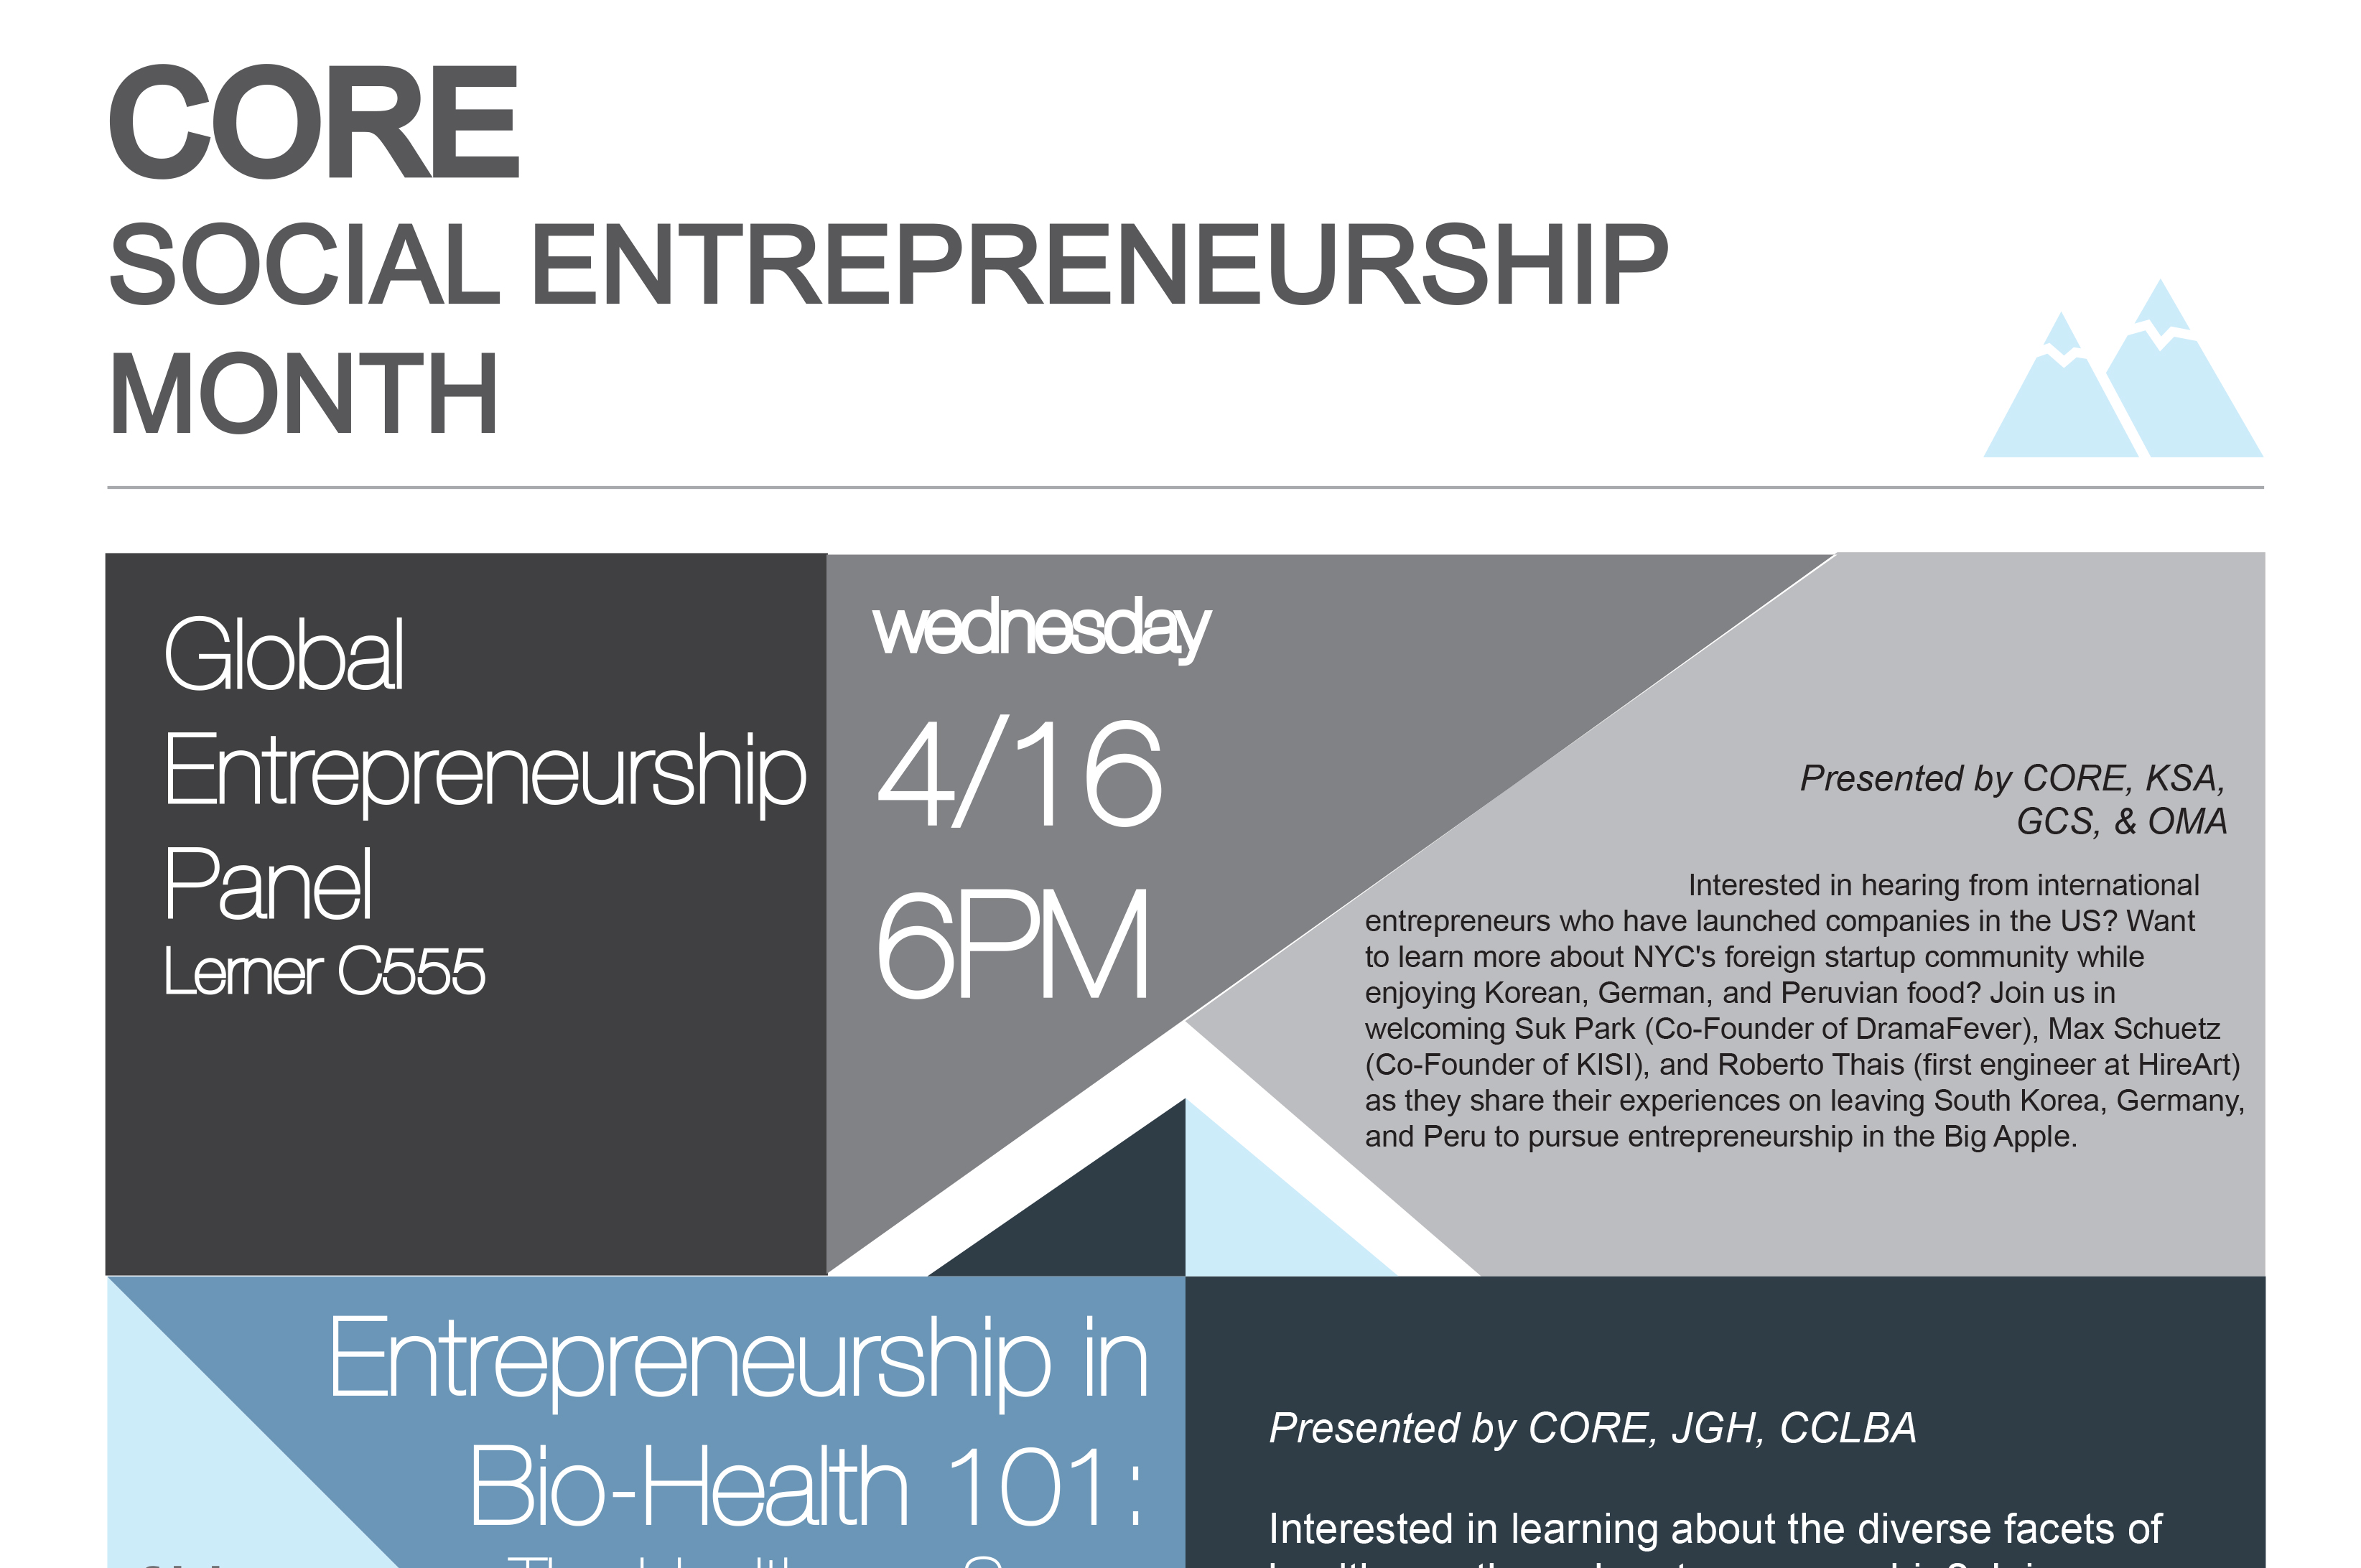 CORE
SOCIAL ENTREPRENEURSHIP
MONTH
Global
Entrepreneurship
Panel
Lerner C555
wednesday
4/16
6PM
Presented by CORE, KSA,
GCS, & OMA
Interested in hearing from international
entrepreneurs who have launched companies in the US? Want
to learn more about NYC's foreign startup community while
enjoying Korean, German, and Peruvian food? Join us in
welcoming Suk Park (Co-Founder of DramaFever), Max Schuetz
(Co-Founder of KISI), and Roberto Thais (first engineer at HireArt)
as they share their experiences on leaving South Korea, Germany,
and Peru to pursue entrepreneurship in the Big Apple.
Entrepreneurship in
Bio-Health 101:
Presented by CORE, JGH, CCLBA
Interested in learning about the diverse facets of